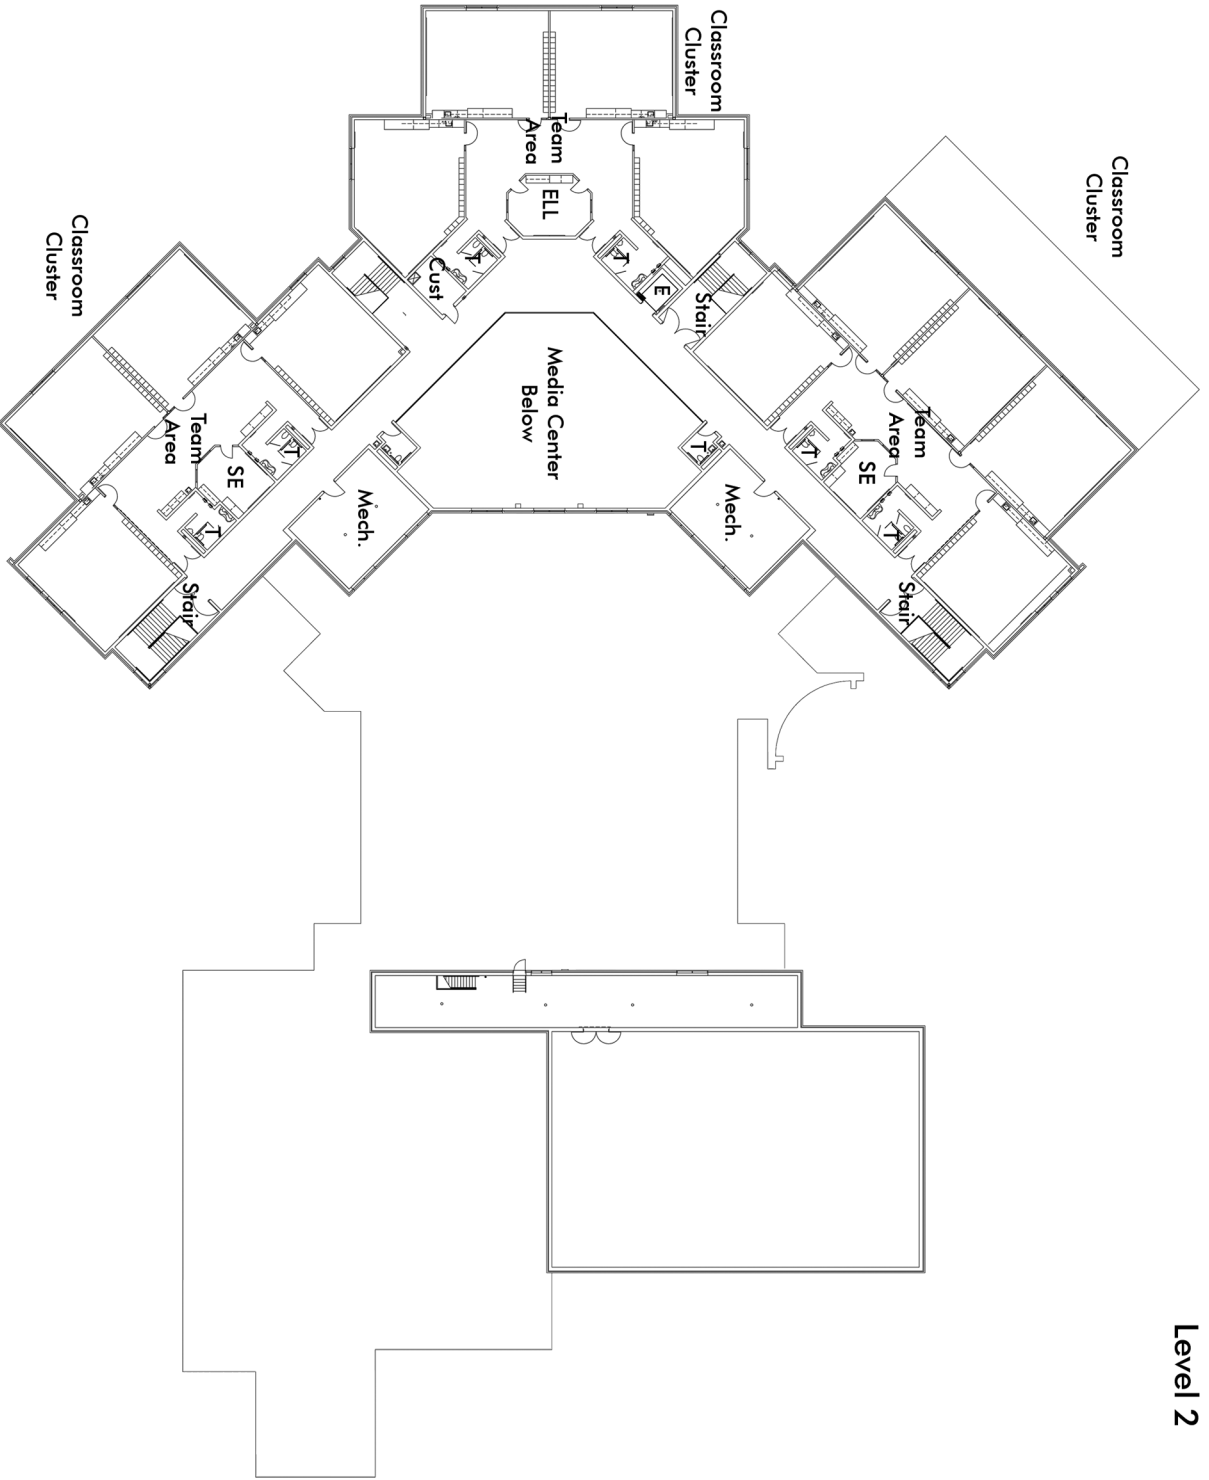 Classroom
Cluster
Team
Area
ELL
T
T
Cust
E
Stair
Classroom
Cluster
Classroom
Cluster
Media Center
Below
Team
Area
SE
T
T
Stair
Mech.
T
Mech.
Team
Area
SE
T
T
Stair
Level 2